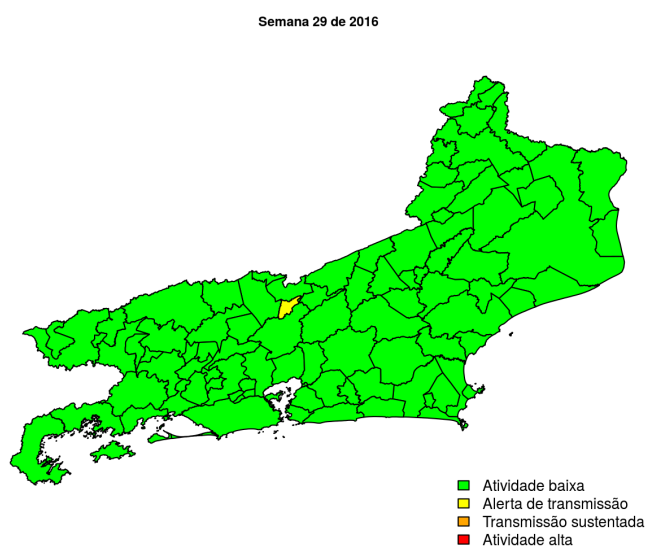 Semana 29 de 2016
Atividade baixa
Alerta de transmissão
Transmissão sustentada
Atividade alta